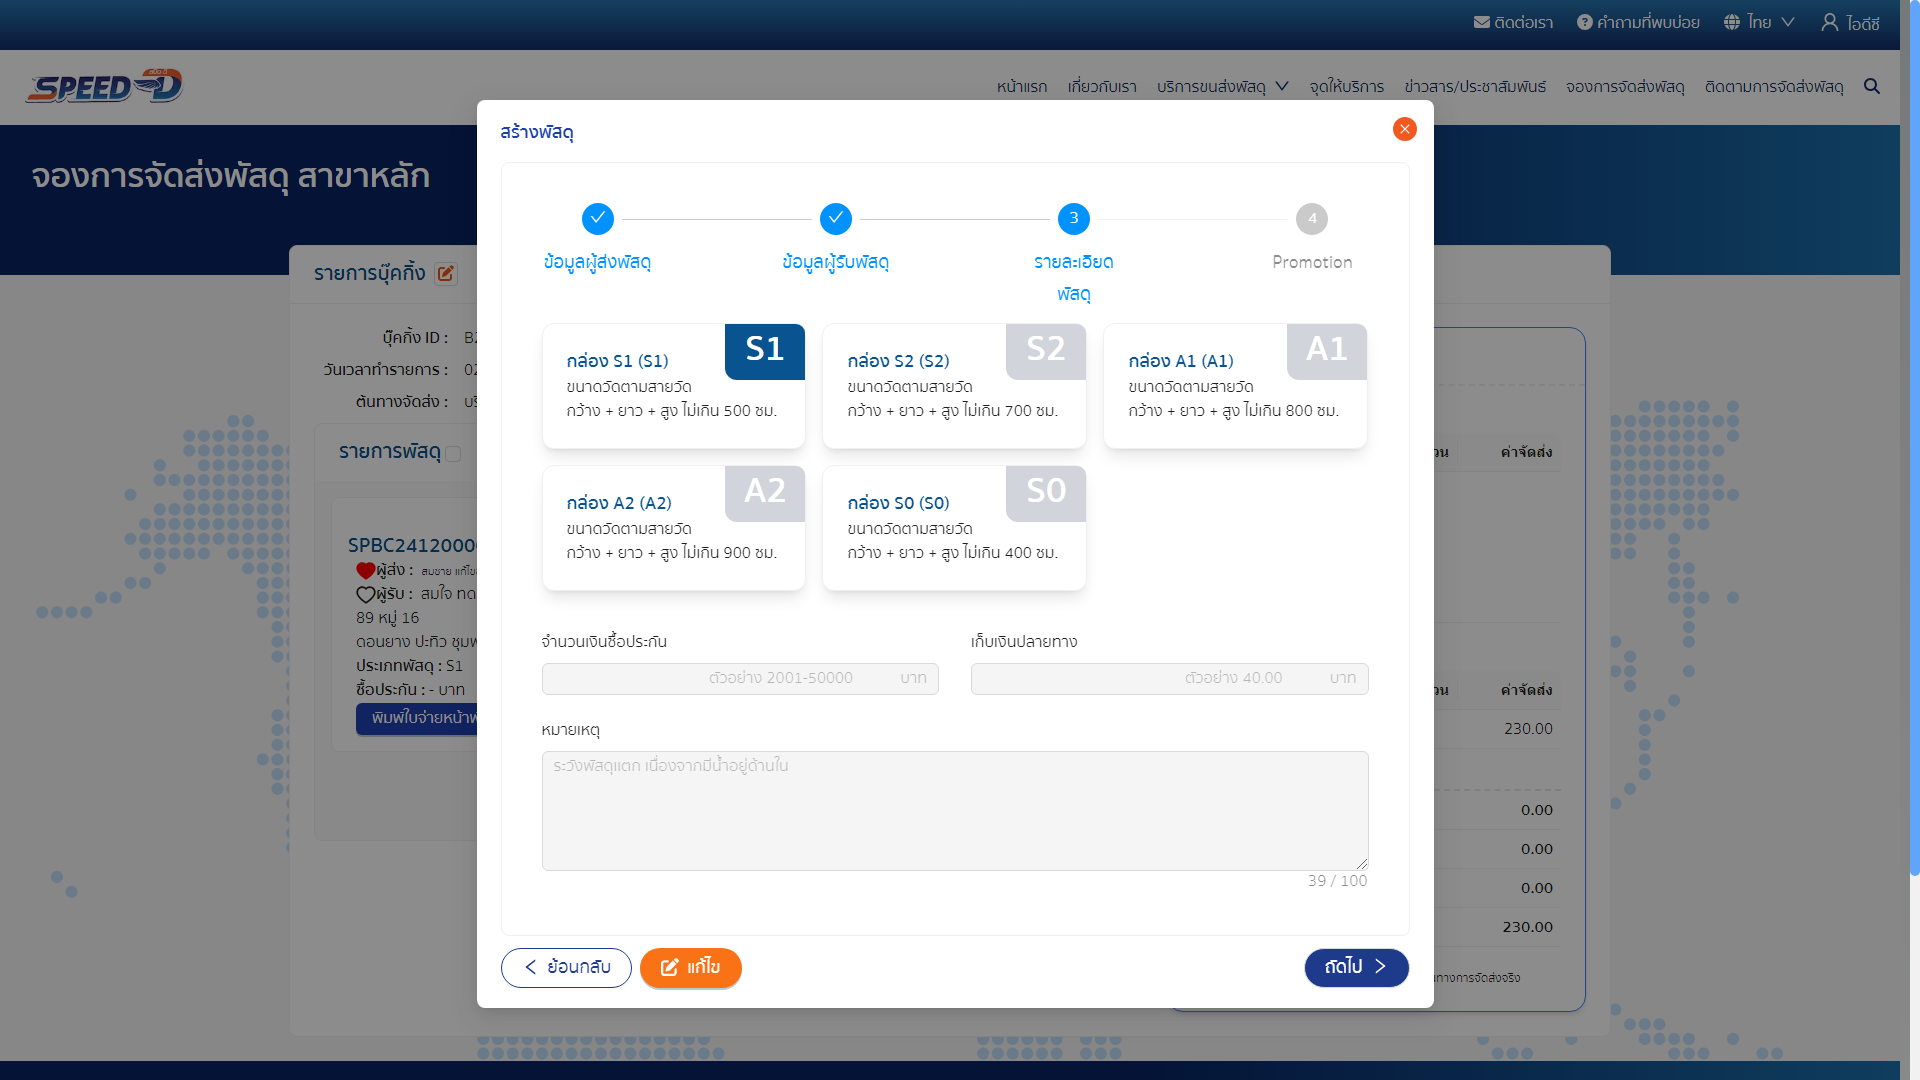 ติดต่อเรา
คำถามที่พบบ่อย
ไทย
ไอดีซี
สปีด-ดี
SPEED-D
หน้าแรก
เกี่ยวกับเรา
บริการขนส่งพัสดุ
จุดให้บริการ
ข่าวสาร/ประชาสัมพันธ์
จองการจัดส่งพัสดุ
ติดตามการจัดส่งพัสดุ
จองการจัดส่งพัสดุ สาขาหลัก
รายการบุ๊คกิ้ง
บุ๊คกิ้ง ID :
วันเวลาทำรายการ : 02
ต้นทางจัดส่ง :
รายการพัสดุ
SPBC2412000
ผู้ส่ง : สมชาย แก้ไข
ผู้รับ : สมใจ ทด
89 หมู่ 16
ดอนยาง ปะทิว ชุมพ
ประเภทพัสดุ : S1
ซื้อประกัน : - บาท
พิมพ์ใบจ่ายหน้าพ
สร้างพัสดุ
3
4
ข้อมูลผู้ส่งพัสดุ
ข้อมูลผู้รับพัสดุ
รายละเอียด
พัสดุ
Promotion
S1
กล่อง S1 (S1)
ขนาดวัดตามสายวัด
กว้าง + ยาว + สูง ไม่เกิน 500 ซม.
S2
กล่อง S2 (S2)
ขนาดวัดตามสายวัด
กว้าง + ยาว + สูง ไม่เกิน 700 ซม.
A1
กล่อง A1 (A1)
ขนาดวัดตามสายวัด
กว้าง + ยาว + สูง ไม่เกิน 800 ซม.
A2
กล่อง A2 (A2)
ขนาดวัดตามสายวัด
กว้าง + ยาว + สูง ไม่เกิน 900 ซม.
S0
กล่อง S0 (S0)
ขนาดวัดตามสายวัด
กว้าง + ยาว + สูง ไม่เกิน 400 ซม.
จำนวนเงินซื้อประกัน
ตัวอย่าง 2001-50000 บาท
เก็บเงินปลายทาง
ตัวอย่าง 40.00 บาท
หมายเหตุ
ระวังพัสดุแตก เนื่องจากมีน้ำอยู่ด้านใน
39 / 100
ย้อนกลับ
แก้ไข
ถัดไป
วน ค่าจัดส่ง
วน ค่าจัดส่ง
230.00
0.00
0.00
0.00
230.00
นทางการจัดส่งจริง